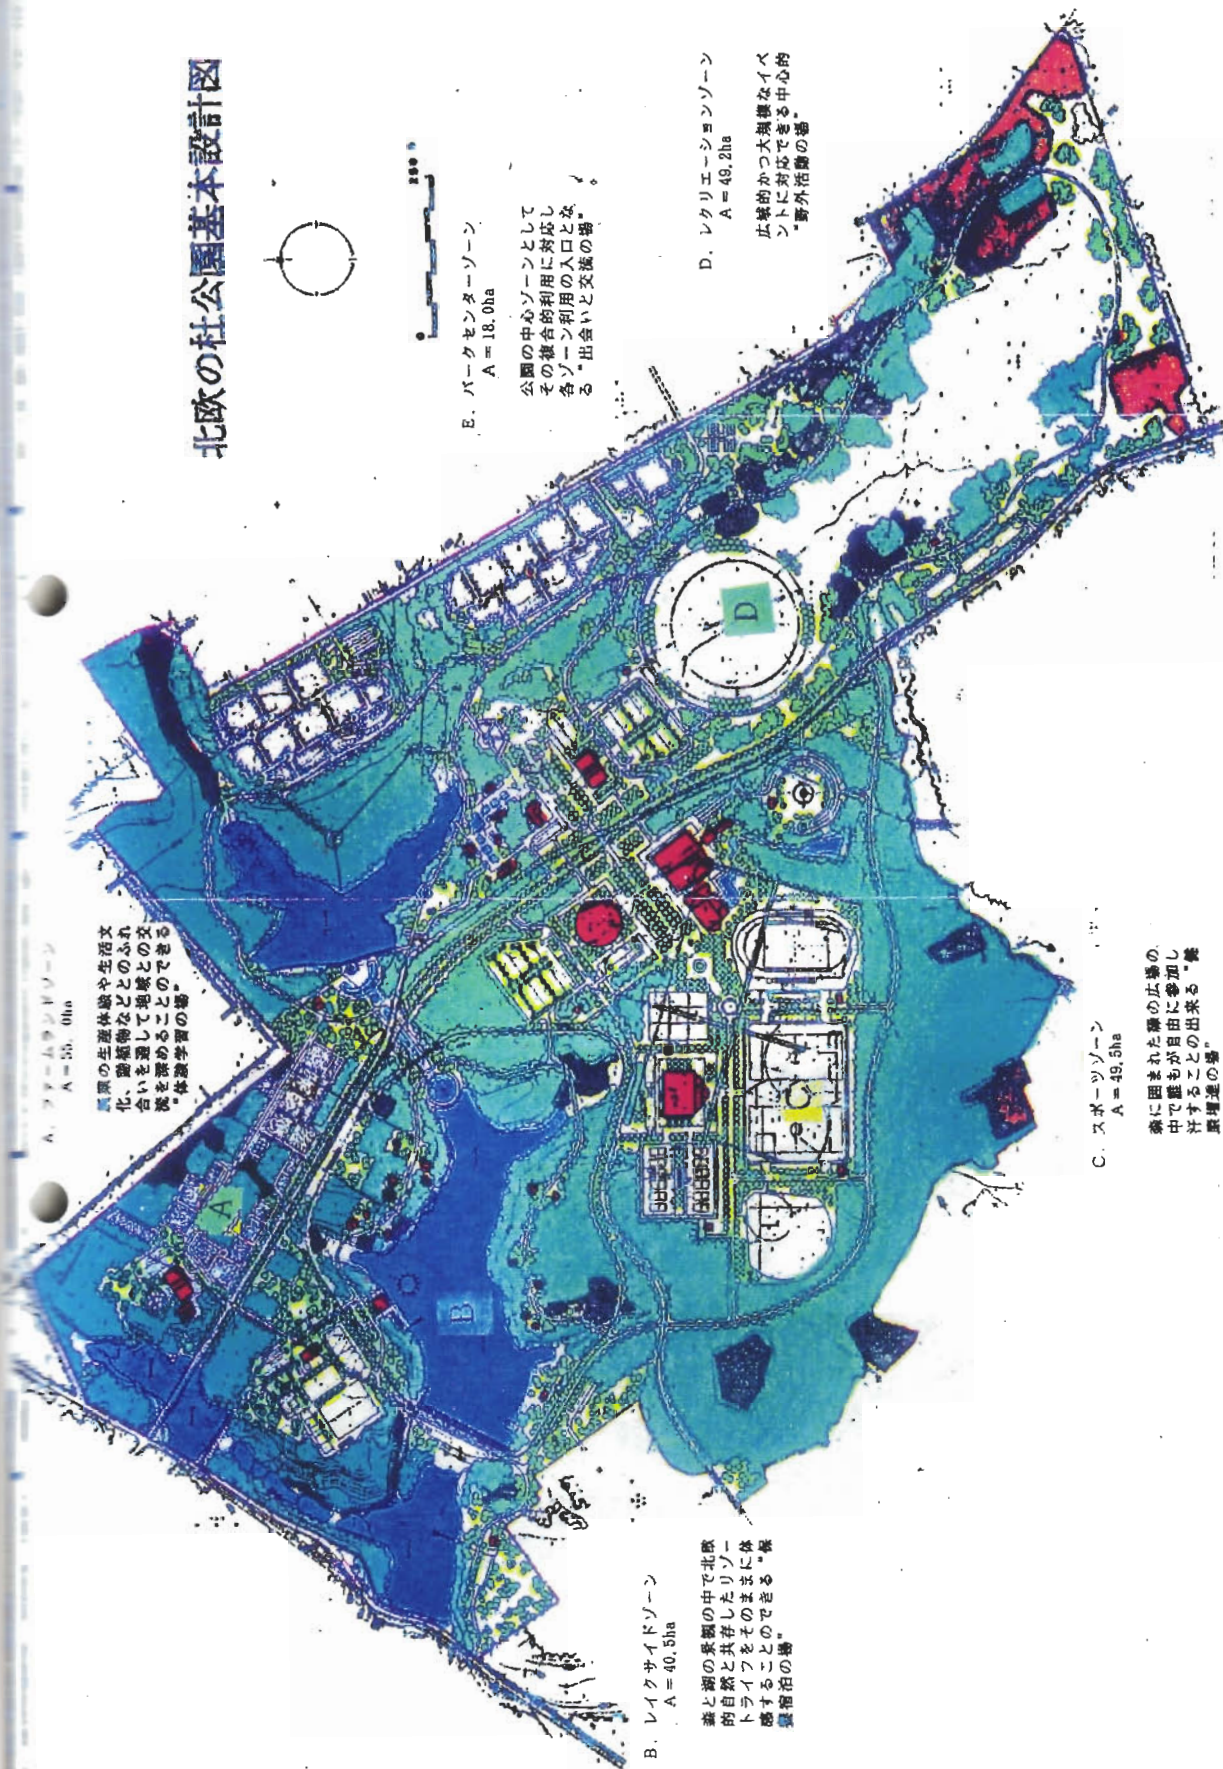 北欧の杜公園基本設計図
0
250 m
A. ファームランドゾーン
A=55.0ha
農業の生産体験や生活文
化、動植物などとのふれ
合いを通して地域との交
流を深めることのできる
"体験学習の場"
E. パークセンターゾーン
A=18.0ha
公園の中心ゾーンとして
その複合的利用に対応し
各ゾーン利用の入口とな
る"出会いと交流の場"
D. レクリエーションゾーン
A=49.2ha
広域的かつ大規模なイベ
ントに対応できる中心的
"野外活動の場"
B. レイクサイドゾーン
A=40.5ha
森と湖の景観の中で北欧
的自然と共存したリゾー
トライフをそのままに体
感することのできる"保
養宿泊の場"
C. スポーツゾーン
A=49.5ha
森に囲まれた緑の広場の
中で誰もが自由に参加し
汗することの出来る"健
康増進の場"
A
B
C
D